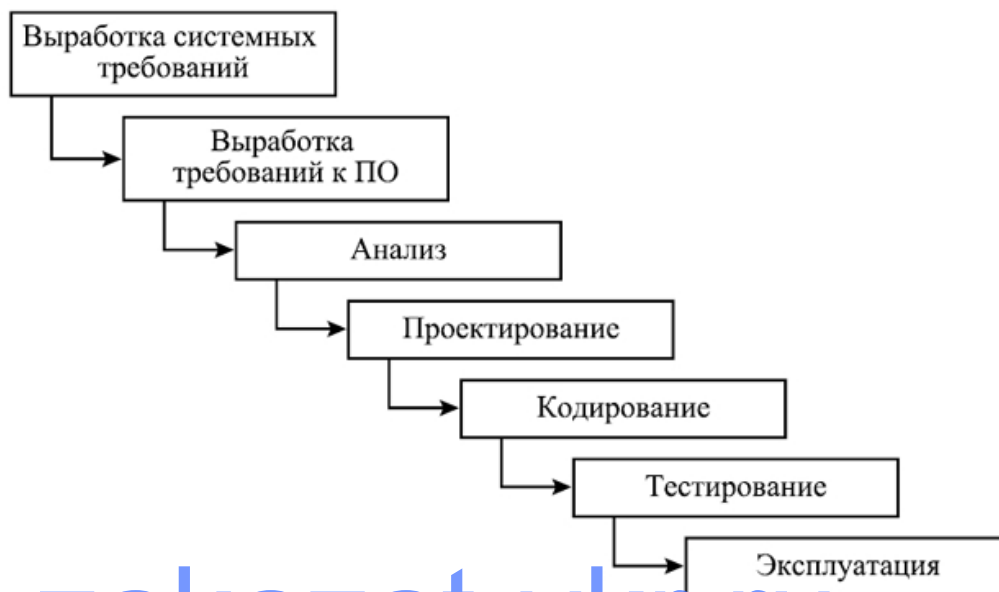 Выработка системных
требований
Выработка
требований к ПО
Анализ
Проектирование
Кодирование
Тестирование
Эксплуатация